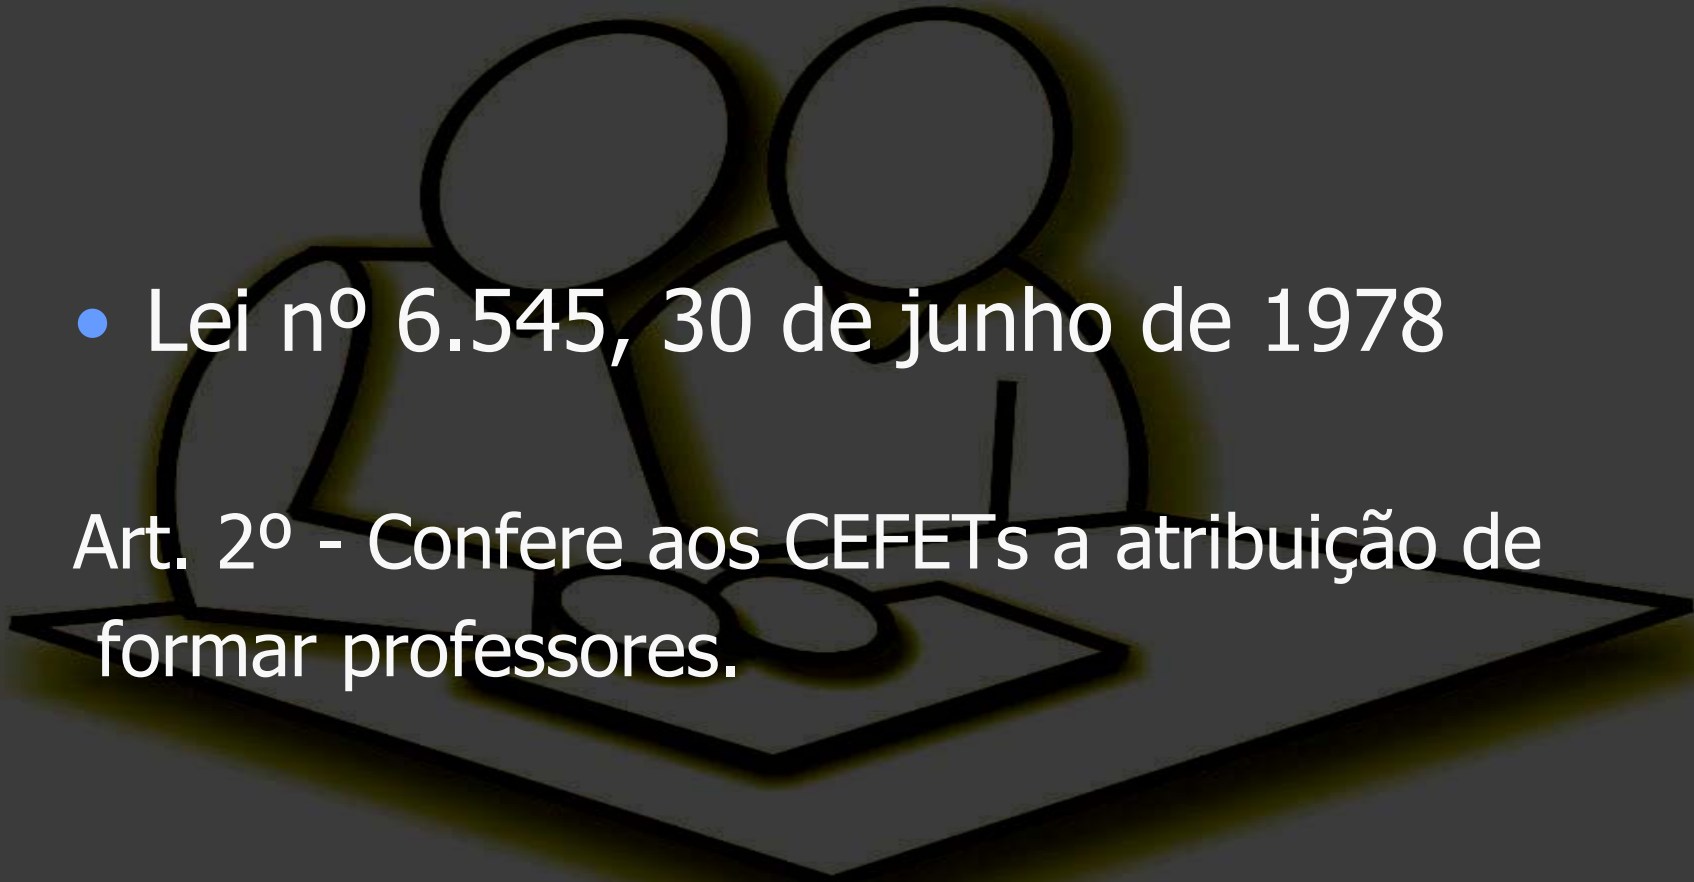 • Lei nº 6.545, 30 de junho de 1978
Art. 2º - Confere aos CEFETs a atribuição de
formar professores.